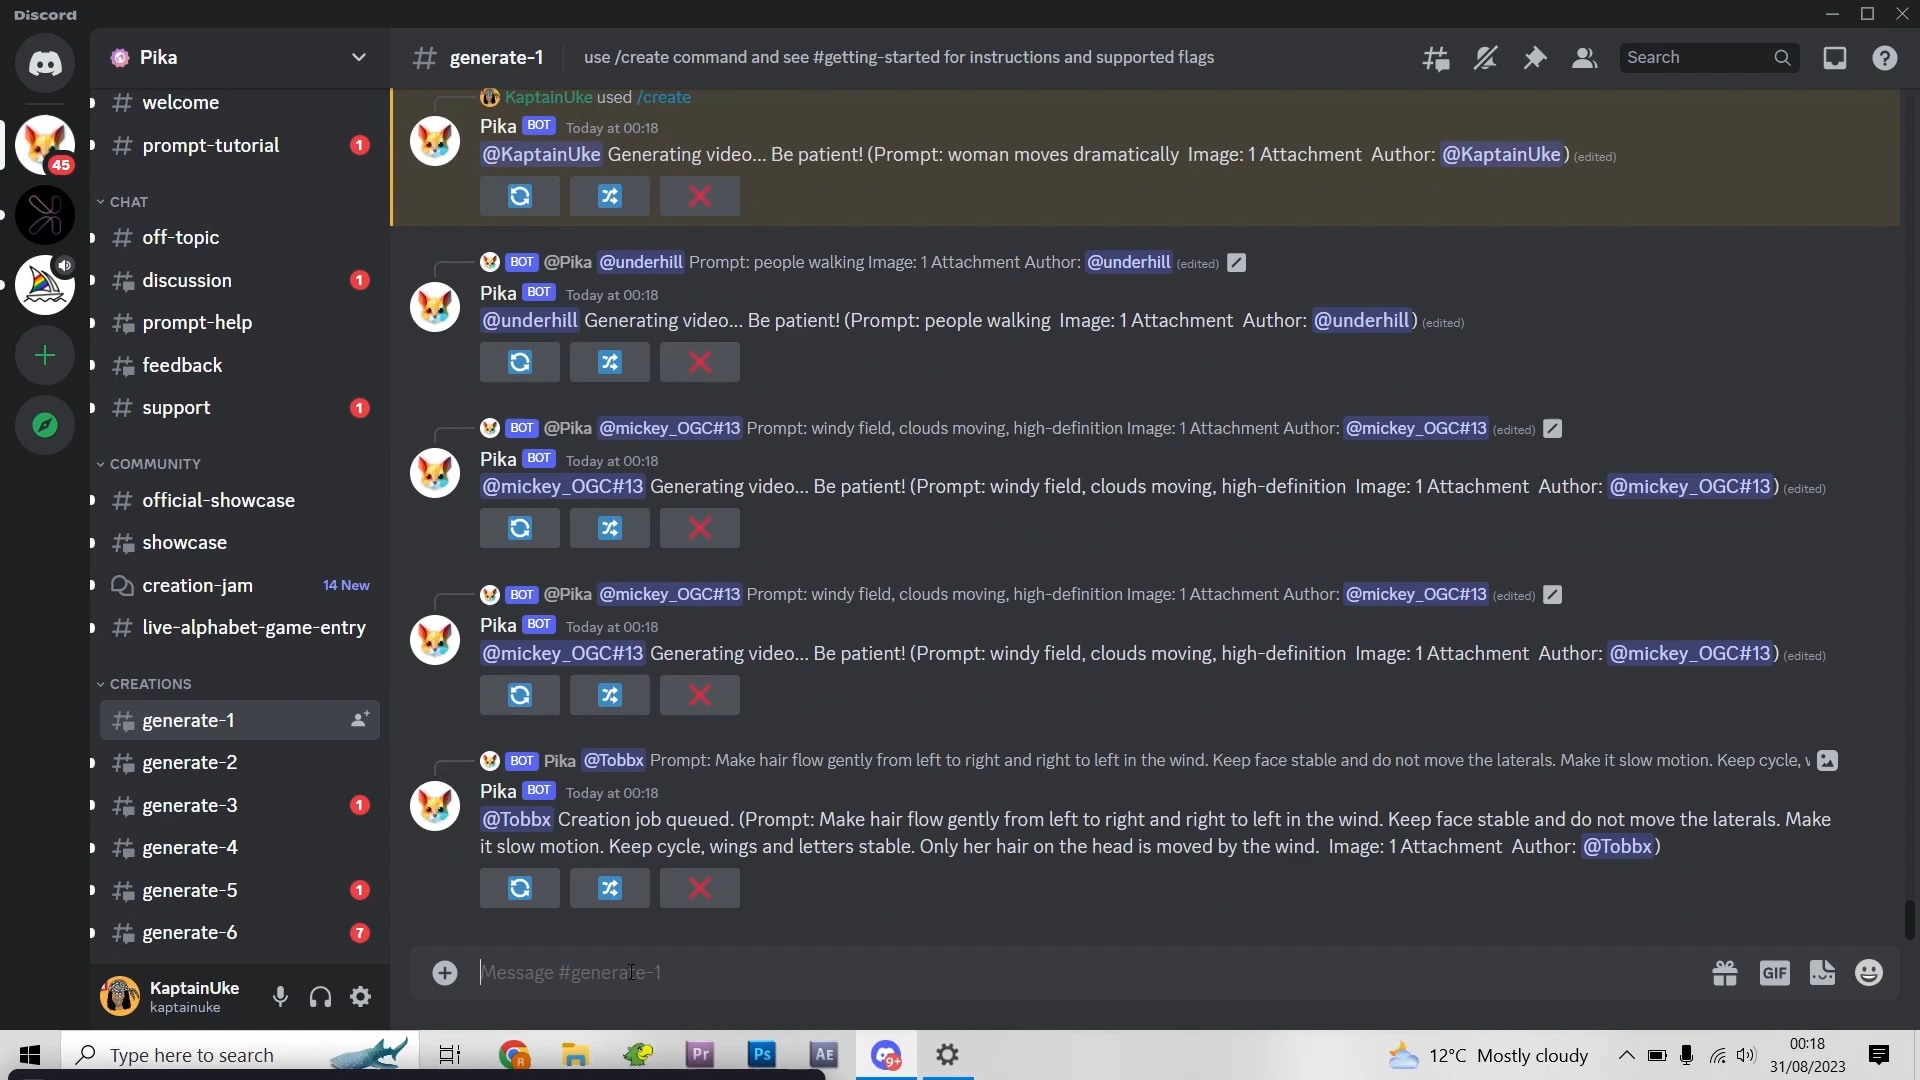 Discord
Pika
generate-1
use /create command and see #getting-started for instructions and supported flags
Search
welcome
prompt-tutorial
1
45
CHAT
off-topic
discussion
1
prompt-help
feedback
support
1
COMMUNITY
official-showcase
showcase
creation-jam
14 New
live-alphabet-game-entry
CREATIONS
generate-1
generate-2
generate-3
1
generate-4
generate-5
1
generate-6
7
KaptainUke
captainuke
KaptainUke used /create
Pika BOT Today at 00:18
@KaptainUke Generating video... Be patient! (Prompt: woman moves dramatically Image: 1 Attachment Author: @KaptainUke) (edited)
BOT @Pika @underhill Prompt: people walking Image: 1 Attachment Author: @underhill (edited)
Pika BOT Today at 00:18
@underhill Generating video... Be patient! (Prompt: people walking Image: 1 Attachment Author: @underhill) (edited)
BOT @Pika @mickey_OGC#13 Prompt: windy field, clouds moving, high-definition Image: 1 Attachment Author: @mickey_OGC#13 (edited)
Pika BOT Today at 00:18
@mickey_OGC#13 Generating video... Be patient! (Prompt: windy field, clouds moving, high-definition Image: 1 Attachment Author: @mickey_OGC#13) (edited)
BOT @Pika @mickey_OGC#13 Prompt: windy field, clouds moving, high-definition Image: 1 Attachment Author: @mickey_OGC#13 (edited)
Pika BOT Today at 00:18
@mickey_OGC#13 Generating video... Be patient! (Prompt: windy field, clouds moving, high-definition Image: 1 Attachment Author: @mickey_OGC#13) (edited)
BOT Pika @Tobbx Prompt: Make hair flow gently from left to right and right to left in the wind. Keep face stable and do not move the laterals. Make it slow motion. Keep cycle,
Pika BOT Today at 00:18
@Tobbx Creation job queued. (Prompt: Make hair flow gently from left to right and right to left in the wind. Keep face stable and do not move the laterals. Make
it slow motion. Keep cycle, wings and letters stable. Only her hair on the head is moved by the wind. Image: 1 Attachment Author: @Tobbx)
Message #generate-1
GIF
Type here to search
R
Pr
Ps
AE
9+
12°C Mostly cloudy
00:18
31/08/2023